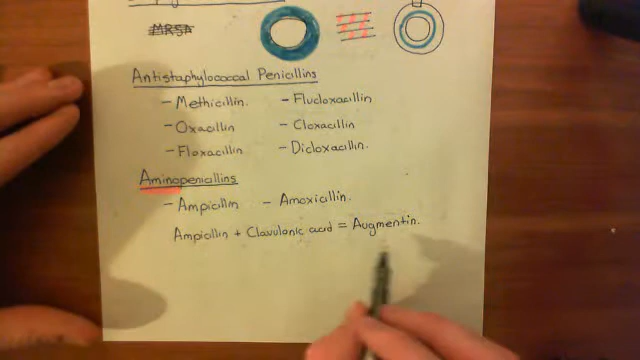 MRSA
Antistaphylococcal Penicillins
- Methicillin. - Flucloxacillin
- Oxacillin - Cloxacillin
- Floxacillin - Dicloxacillin.
Aminopenicillins
- Ampicillin - Amoxicillin.
Ampicillin + Clavulonic acid = Augmentin.